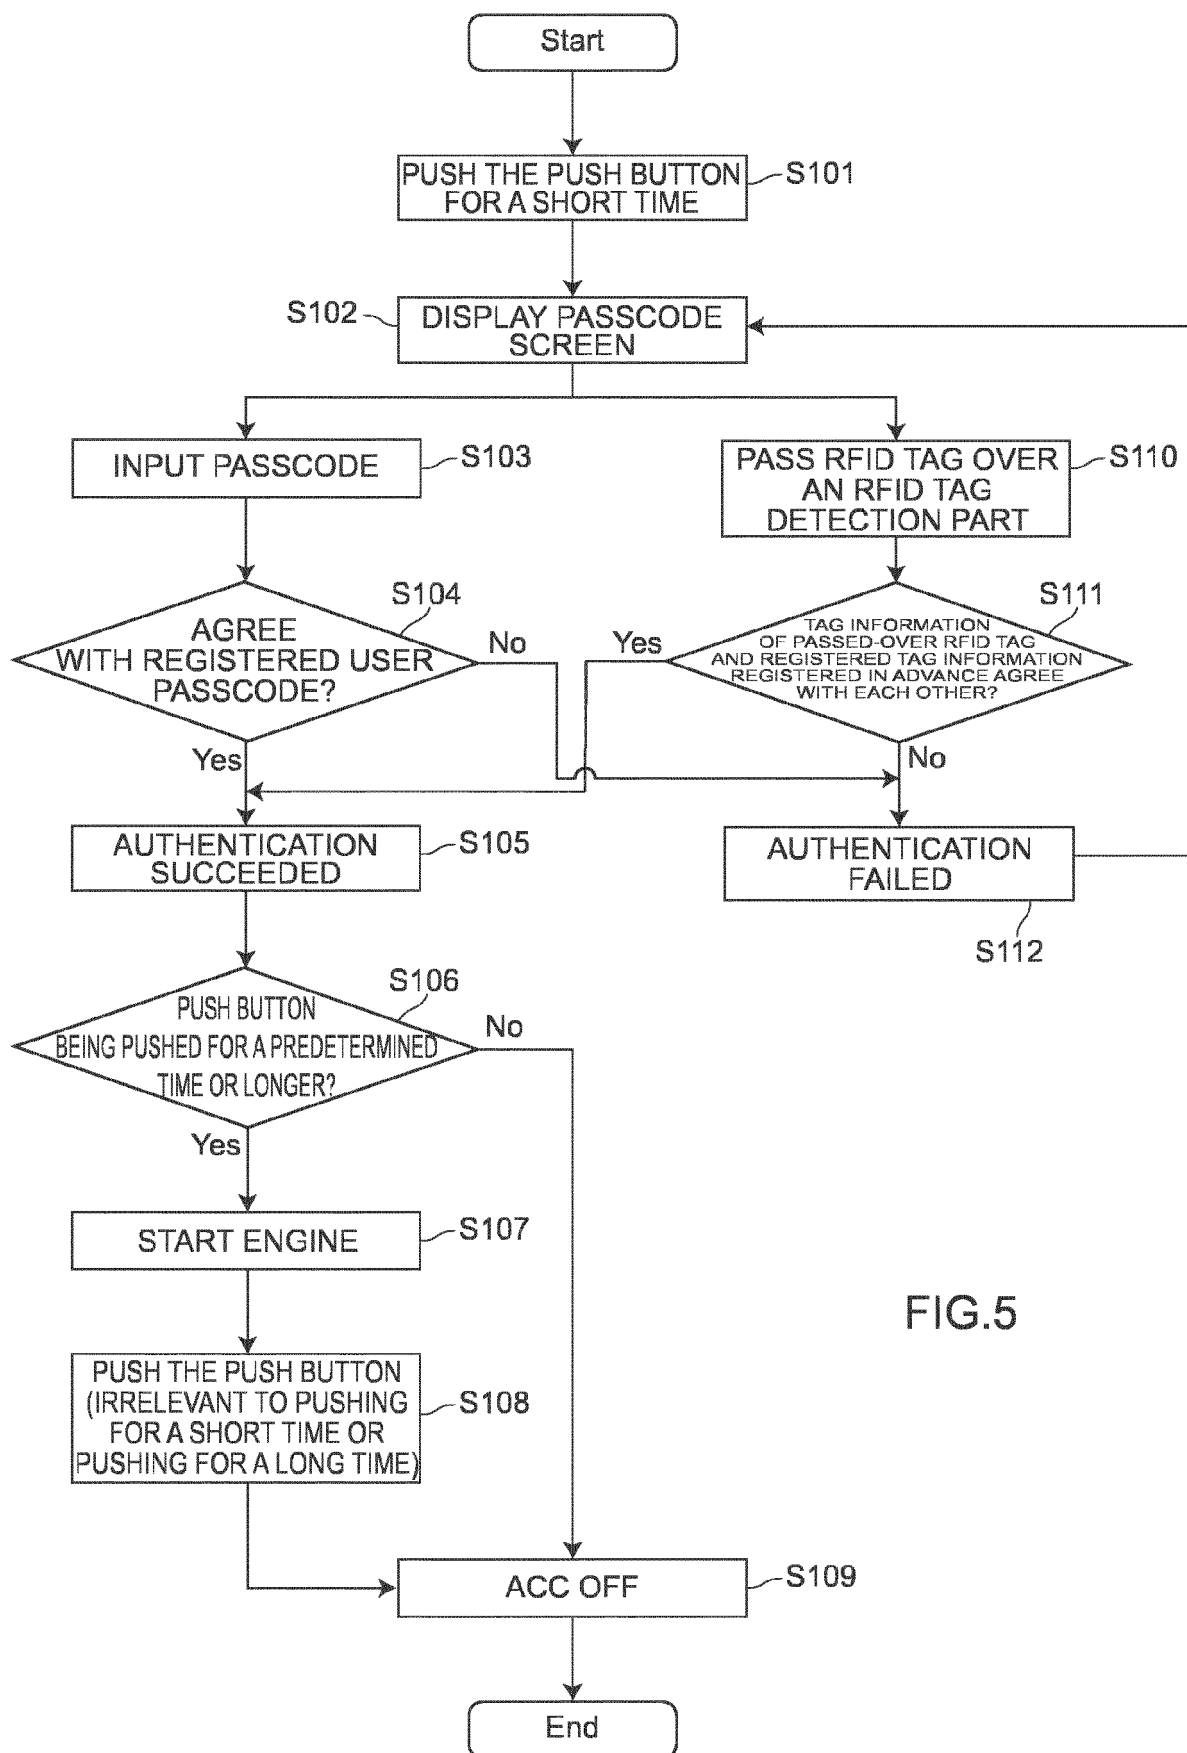 Start
PUSH THE PUSH BUTTON
FOR A SHORT TIME
S101
S102
DISPLAY PASSCODE
SCREEN
INPUT PASSCODE
S103
PASS RFID TAG OVER
AN RFID TAG
DETECTION PART
S110
S104
AGREE
WITH REGISTERED USER
PASSCODE?
No
Yes
S111
TAG INFORMATION
OF PASSED-OVER RFID TAG
AND REGISTERED TAG INFORMATION
REGISTERED IN ADVANCE AGREE
WITH EACH OTHER?
Yes
No
AUTHENTICATION
SUCCEEDED
S105
AUTHENTICATION
FAILED
S112
S106
PUSH BUTTON
BEING PUSHED FOR A PREDETERMINED
TIME OR LONGER?
No
Yes
START ENGINE
S107
FIG.5
PUSH THE PUSH BUTTON
(IRRELEVANT TO PUSHING
FOR A SHORT TIME OR
PUSHING FOR A LONG TIME)
S108
ACC OFF
S109
End